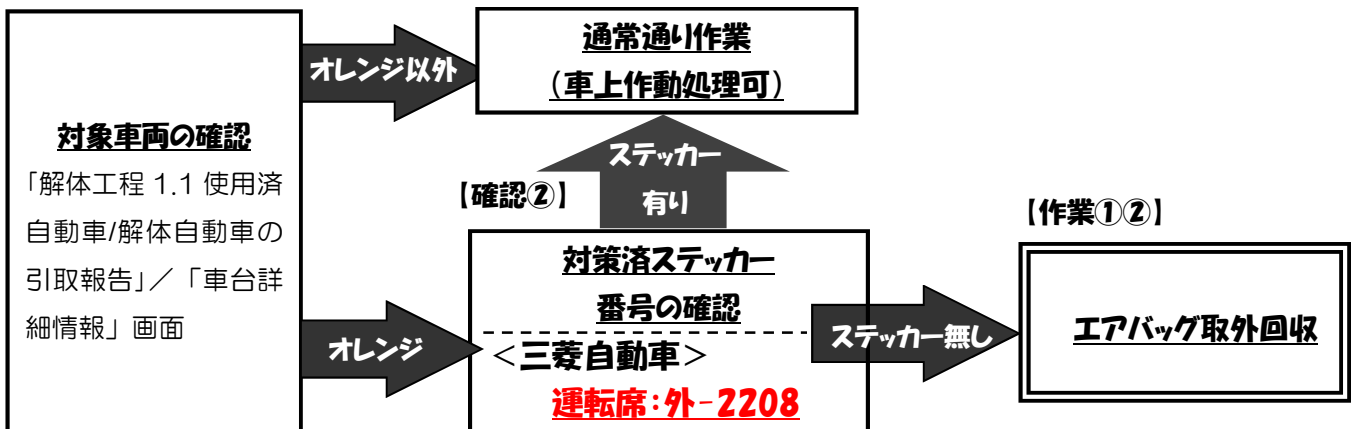 対象車両の確認
「解体工程 1.1 使用済
自動車/解体自動車の
引取報告」／「車台詳
細情報」画面
オレンジ以外
通常通り作業
（車上作動処理可）
ステッカー
有り
【確認②】
オレンジ
対策済ステッカー
番号の確認
＜三菱自動車＞
運転席：外-2208
ステッカー無し
【作業①②】
エアバッグ取外回収